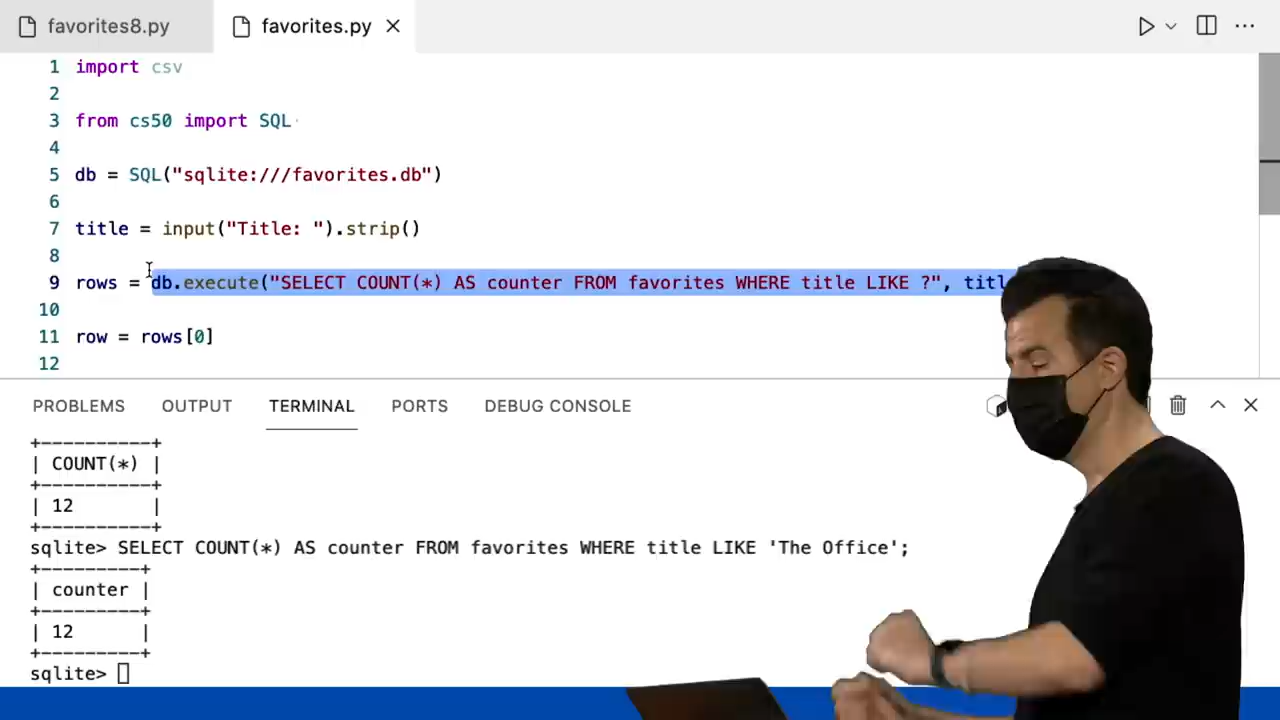 favorites8.py
favorites.py
1 import csv
2
3 from cs50 import SQL
4
5 db = SQL("sqlite:///favorites.db")
6
7 title = input("Title: ").strip()
8
9 rows = db.execute("SELECT COUNT(*) AS counter FROM favorites WHERE title LIKE ?", titl
10
11 row = rows[0]
12
PROBLEMS OUTPUT TERMINAL PORTS DEBUG CONSOLE
+----------+
| COUNT(*) |
+----------+
| 12       |
+----------+
sqlite> SELECT COUNT(*) AS counter FROM favorites WHERE title LIKE 'The Office';
+---------+
| counter |
+---------+
| 12      |
+---------+
sqlite>